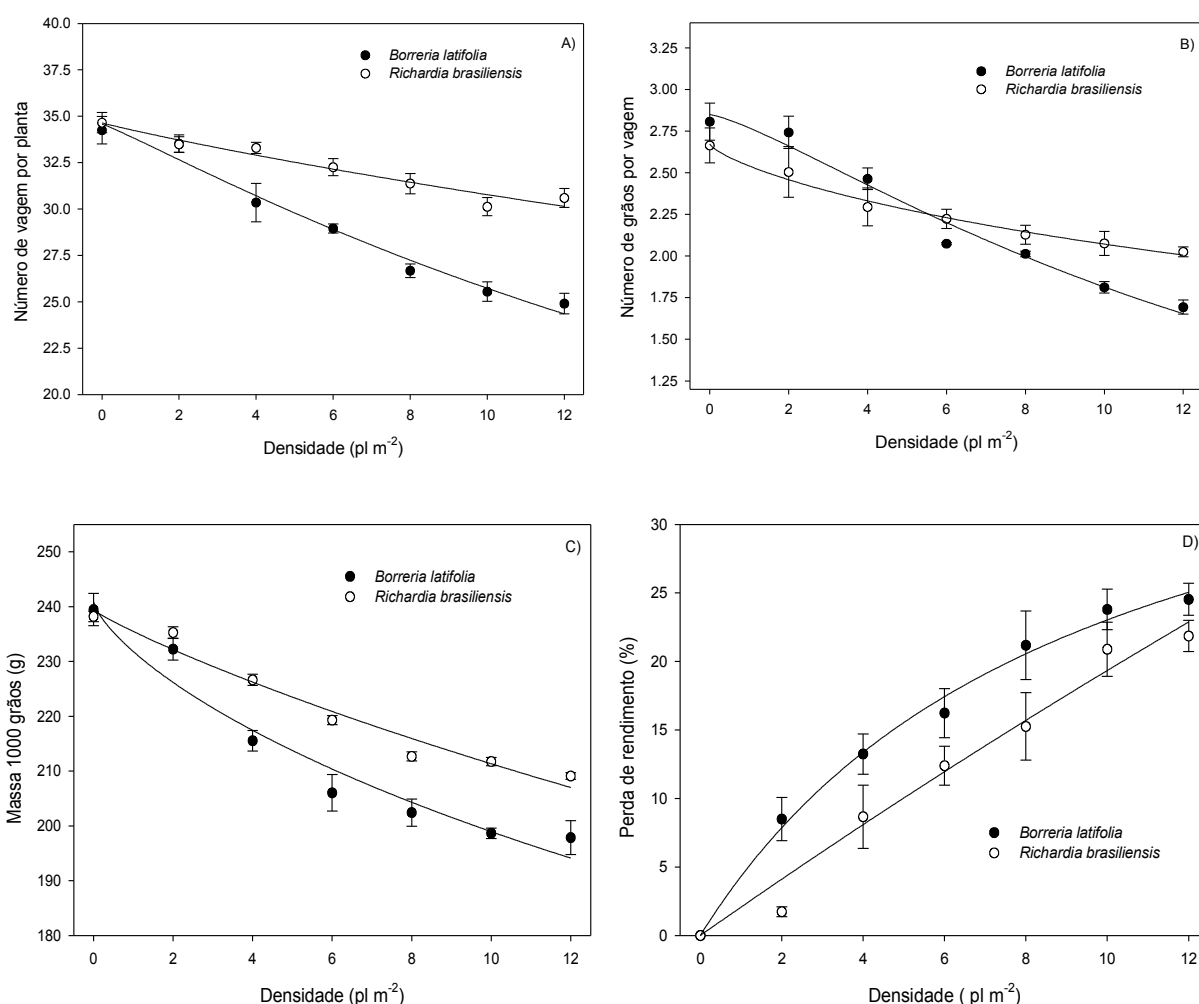 A)
Borreria latifolia
Richardia brasiliensis
Número de vagem por planta
40.0
37.5
35.0
32.5
30.0
27.5
25.0
22.5
20.0
0 2 4 6 8 10 12
Densidade (pl m-2)
B)
Borreria latifolia
Richardia brasiliensis
Número de grãos por vagem
3.25
3.00
2.75
2.50
2.25
2.00
1.75
1.50
1.25
0 2 4 6 8 10 12
Densidade (pl m-2)
C)
Borreria latifolia
Richardia brasiliensis
Massa 1000 grãos (g)
250
240
230
220
210
200
190
180
0 2 4 6 8 10 12
Densidade (pl m-2)
D)
Borreria latifolia
Richardia brasiliensis
Perda de rendimento (%)
30
25
20
15
10
5
0
0 2 4 6 8 10 12
Densidade ( pl m-2)